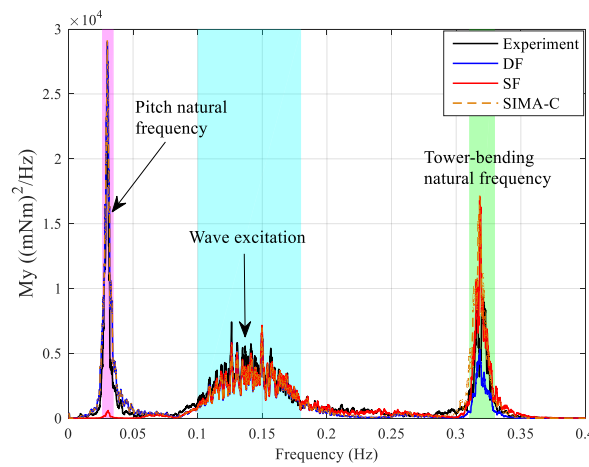 ×10⁴
3
2.5
2
1.5
1
0.5
0
My ((mNm)²/Hz)
Experiment
DF
SF
SIMA-C
Pitch natural
frequency
Tower-bending
natural frequency
Wave excitation
0 0.05 0.1 0.15 0.2 0.25 0.3 0.35 0.4
Frequency (Hz)